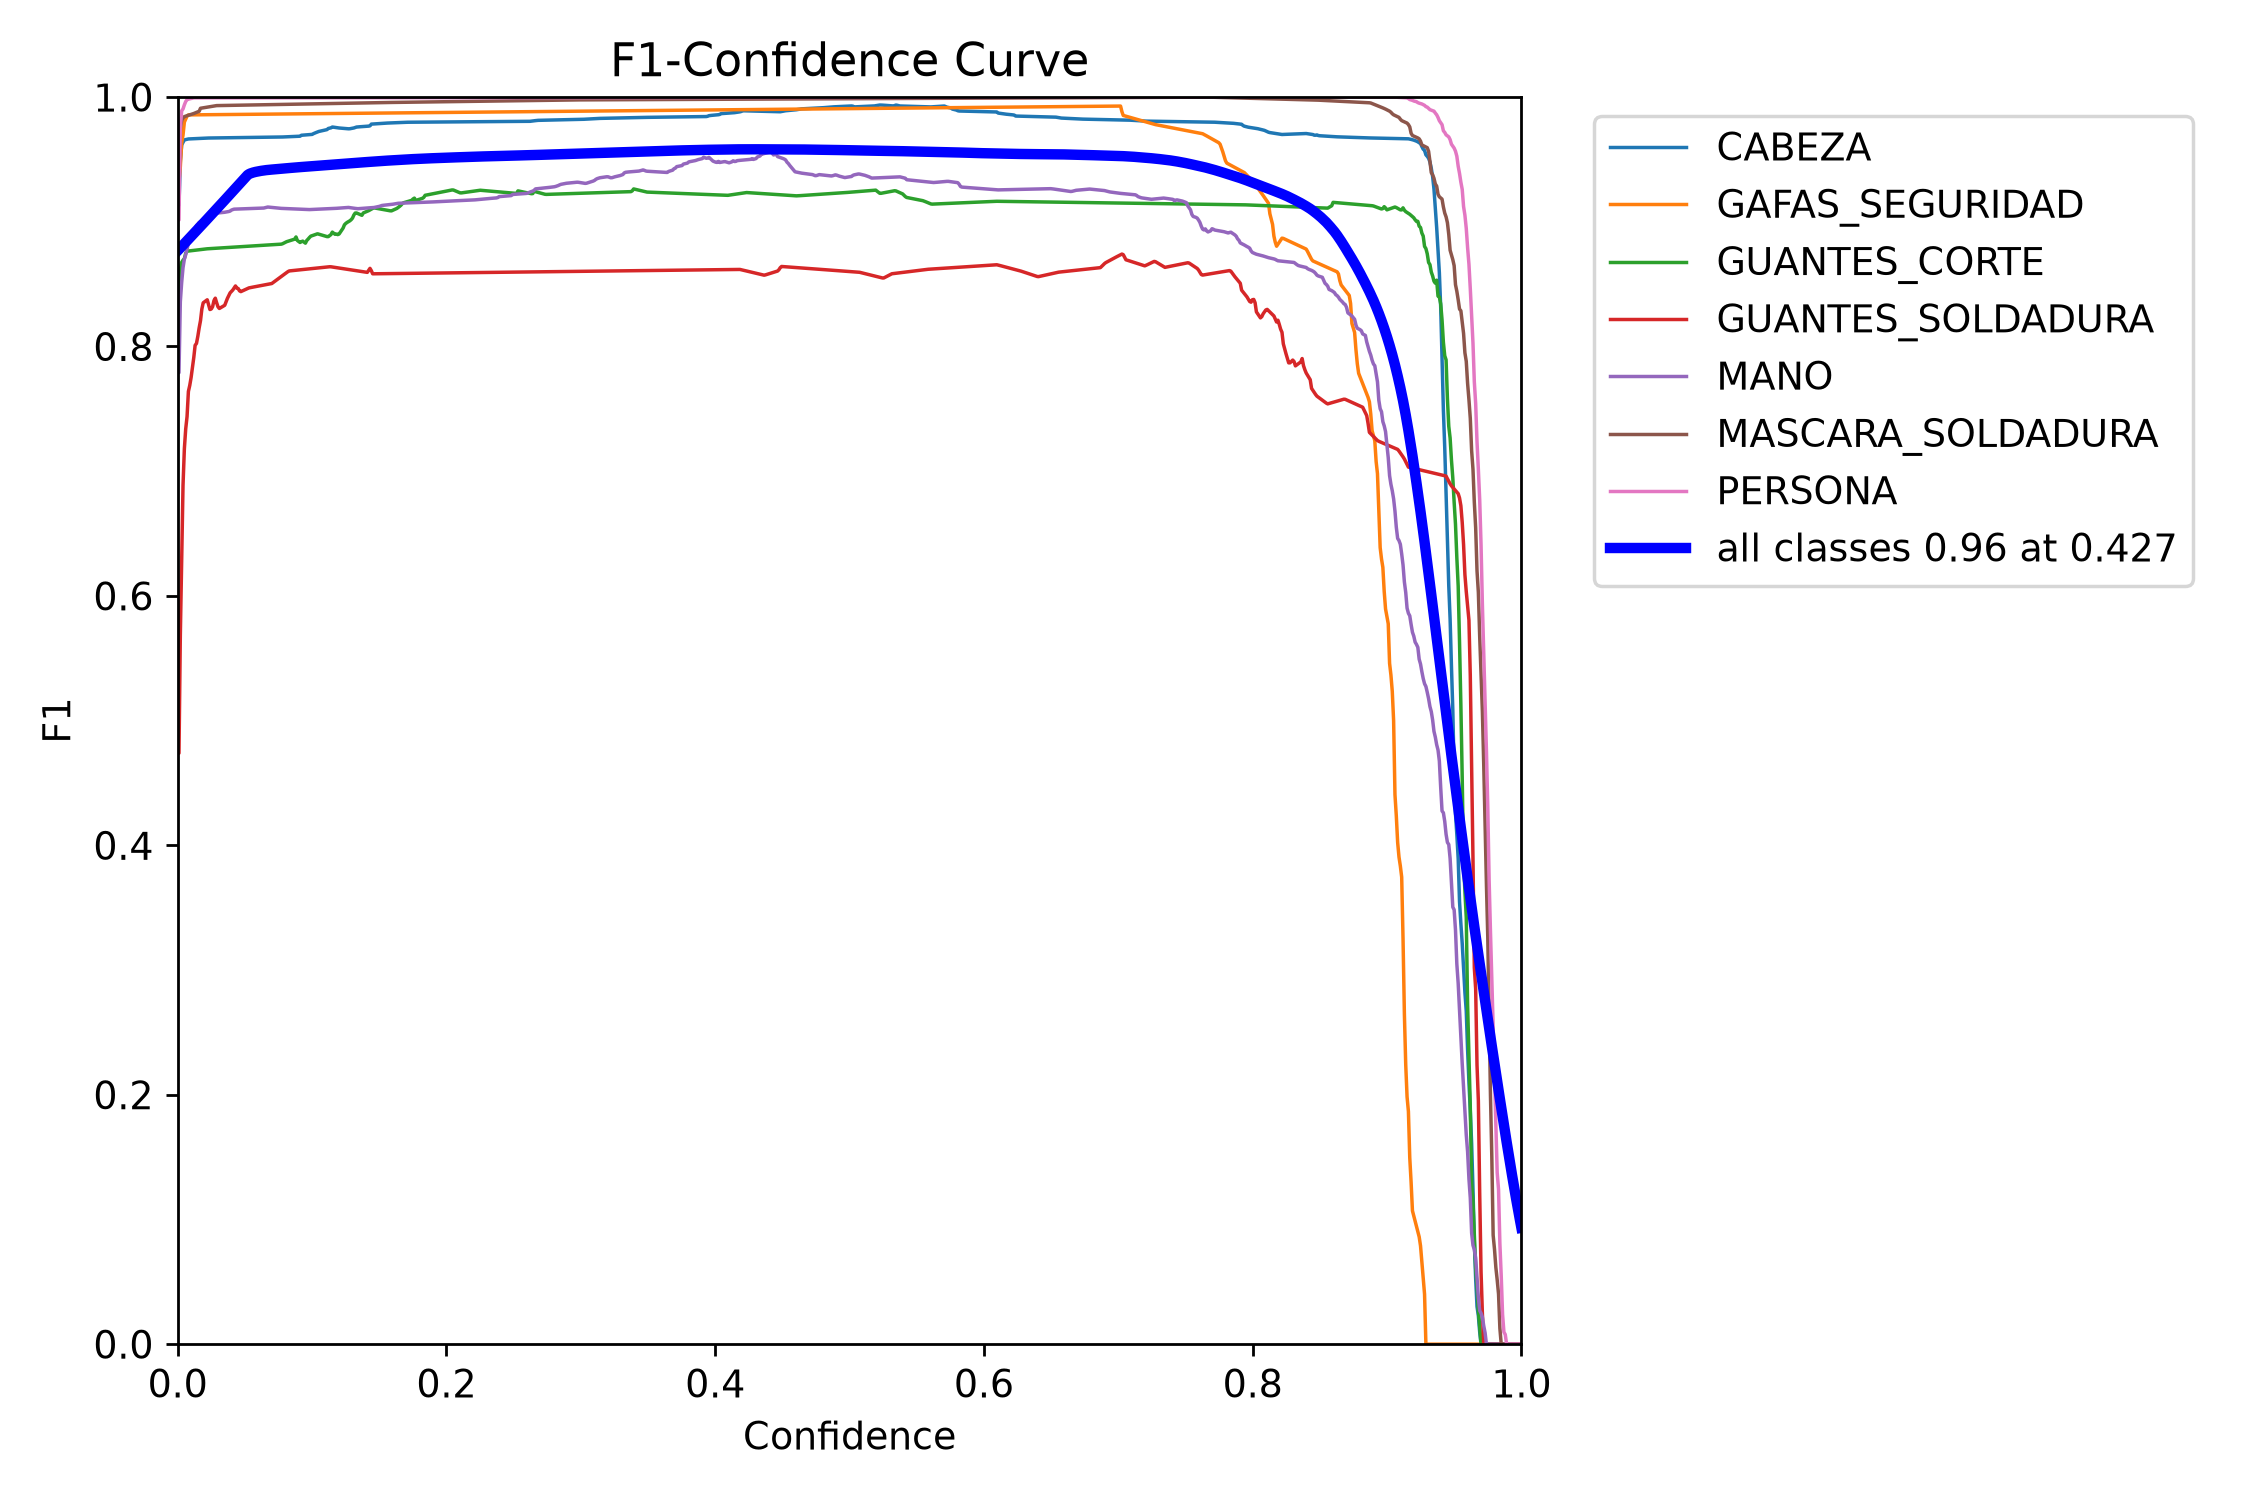 F1-Confidence Curve
1.0
0.8
0.6
0.4
0.2
0.0
F1
0.0 0.2 0.4 0.6 0.8 1.0
Confidence
CABEZA
GAFAS_SEGURIDAD
GUANTES_CORTE
GUANTES_SOLDADURA
MANO
MASCARA_SOLDADURA
PERSONA
all classes 0.96 at 0.427